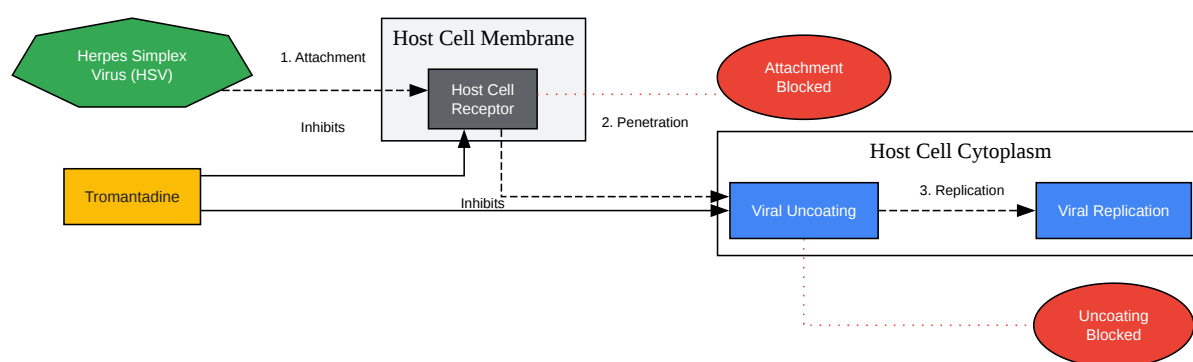 Herpes Simplex
Virus (HSV)
1. Attachment
Host Cell Membrane
Host Cell
Receptor
Attachment
Blocked
Inhibits
2. Penetration
Host Cell Cytoplasm
Tromantadine
Inhibits
Viral Uncoating
3. Replication
Viral Replication
Uncoating
Blocked